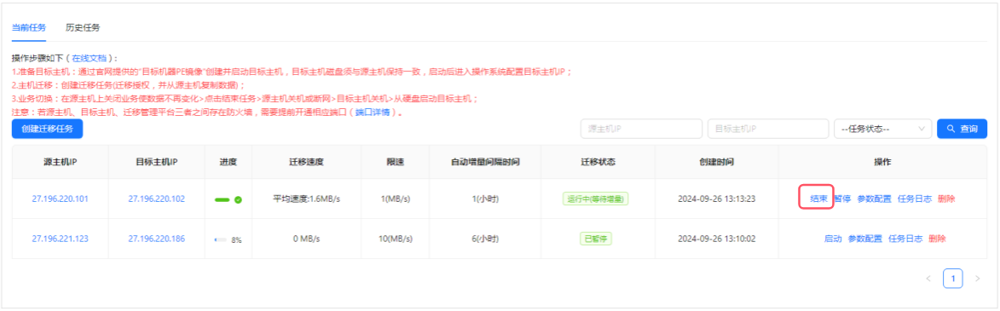 当前任务 历史任务
操作步骤如下（在线文档）：
1.准备目标主机：通过官网提供的“目标机器PE镜像”创建并启动目标主机，目标主机磁盘须与源主机保持一致，启动后进入操作系统配置目标主机IP；
2.主机迁移：创建迁移任务(迁移授权，并从源主机复制数据)；
3.业务切换：在源主机上关闭业务使数据不再变化>点击结束任务>源主机关机或断网>目标主机关机>从硬盘启动目标主机；
注意：若源主机、目标主机、迁移管理平台三者之间存在防火墙，需要提前开通相应端口（端口详情）。
创建迁移任务 源主机IP 目标主机IP --任务状态-- 查询
源主机IP 目标主机IP 进度 迁移速度 限速 自动增量间隔时间 迁移状态 创建时间 操作
27.196.220.101 27.196.220.102 平均速度:1.6MB/s 1(MB/s) 1(小时) 运行中(等待增量) 2024-09-26 13:13:23 结束 暂停 参数配置 任务日志 删除
27.196.221.123 27.196.220.186 8% 0 MB/s 10(MB/s) 6(小时) 已暂停 2024-09-26 13:10:02 启动 参数配置 任务日志 删除
< 1 >